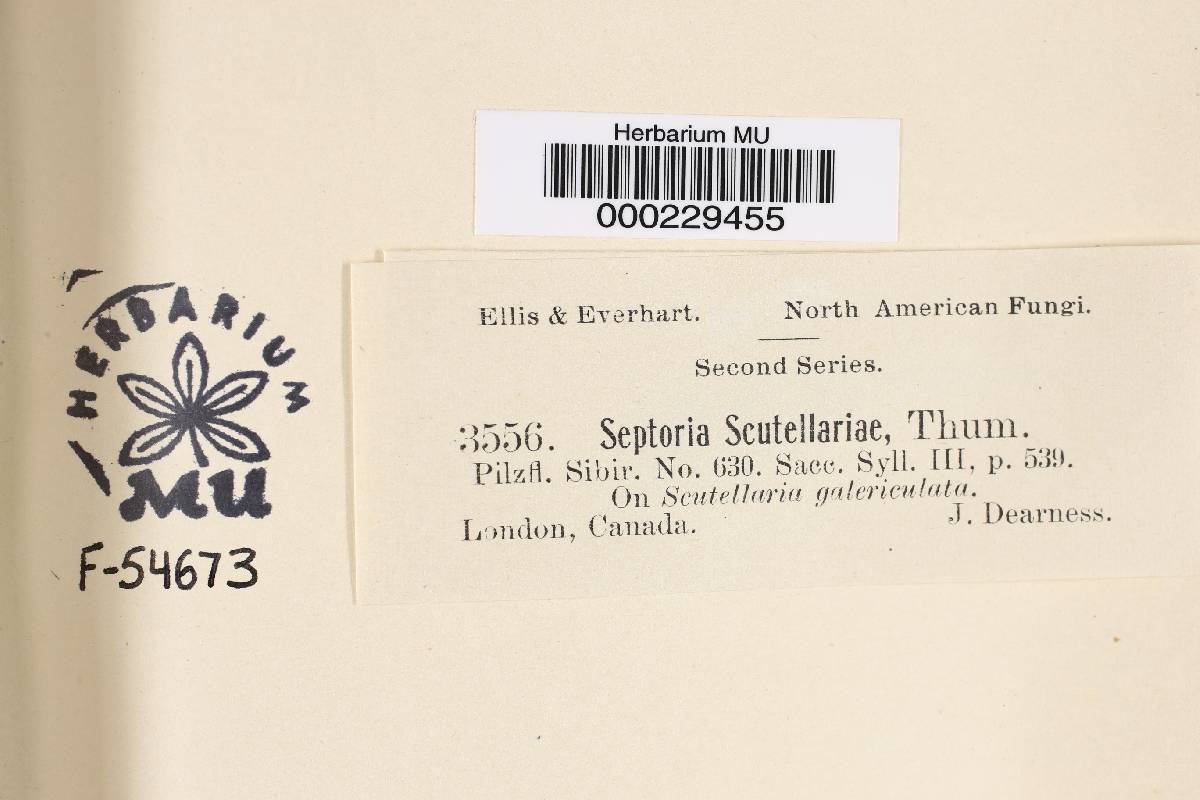 Herbarium MU
000229455
HERBARIUM
MU
F-54673
Ellis & Everhart. North American Fungi.
Second Series.
3556. Septoria Scutellariae, Thum.
Pilzfl. Sibir. No. 630. Sacc. Syll. III, p. 539.
On Scutellaria galericulata.
London, Canada. J. Dearness.